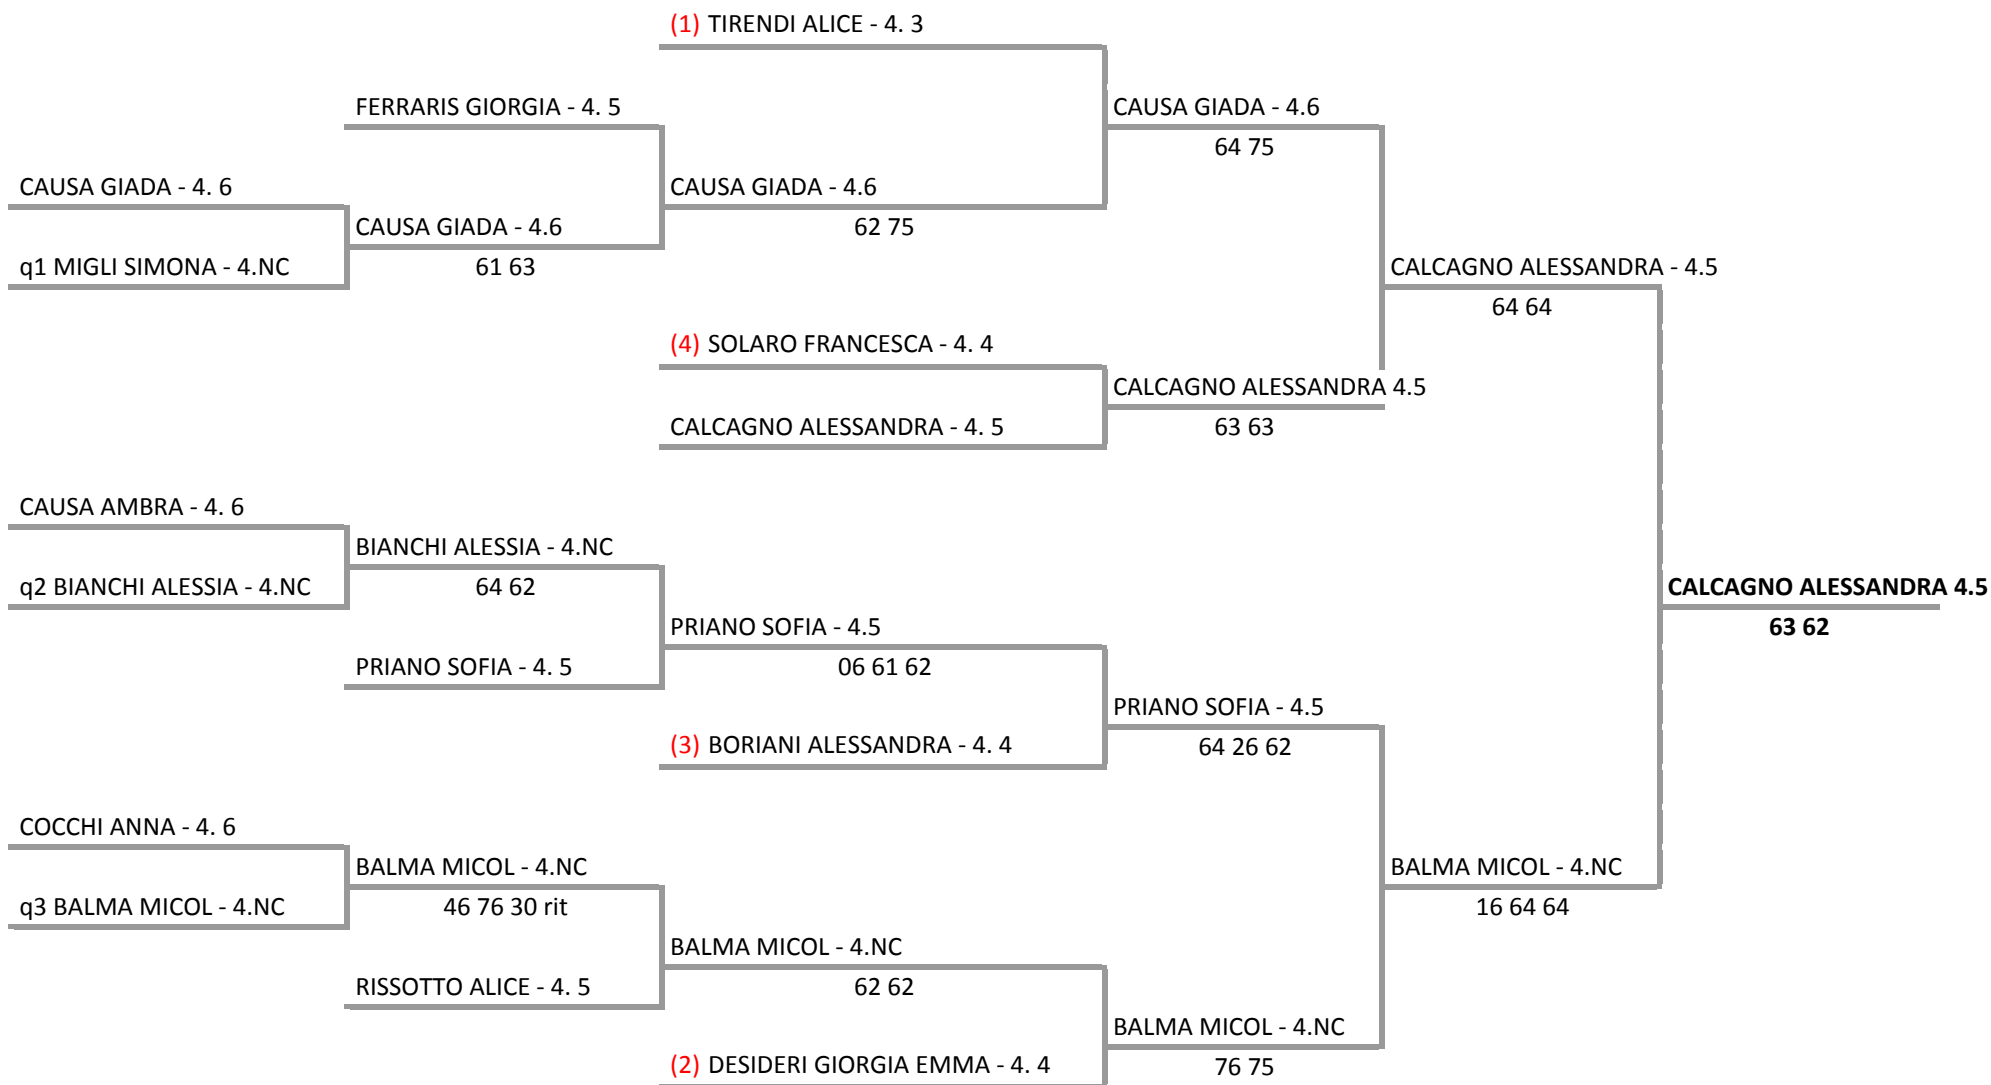 (1) TIRENDI ALICE - 4. 3
FERRARIS GIORGIA - 4. 5
CAUSA GIADA - 4.6
64 75
CAUSA GIADA - 4. 6
CAUSA GIADA - 4.6
CAUSA GIADA - 4.6
62 75
q1 MIGLI SIMONA - 4.NC
61 63
CALCAGNO ALESSANDRA - 4.5
64 64
(4) SOLARO FRANCESCA - 4. 4
CALCAGNO ALESSANDRA 4.5
CALCAGNO ALESSANDRA - 4. 5
63 63
CAUSA AMBRA - 4. 6
BIANCHI ALESSIA - 4.NC
q2 BIANCHI ALESSIA - 4.NC
64 62
CALCAGNO ALESSANDRA 4.5
63 62
PRIANO SOFIA - 4.5
PRIANO SOFIA - 4. 5
06 61 62
PRIANO SOFIA - 4.5
(3) BORIANI ALESSANDRA - 4. 4
64 26 62
COCCHI ANNA - 4. 6
BALMA MICOL - 4.NC
BALMA MICOL - 4.NC
q3 BALMA MICOL - 4.NC
46 76 30 rit
16 64 64
BALMA MICOL - 4.NC
RISSOTTO ALICE - 4. 5
62 62
BALMA MICOL - 4.NC
(2) DESIDERI GIORGIA EMMA - 4. 4
76 75